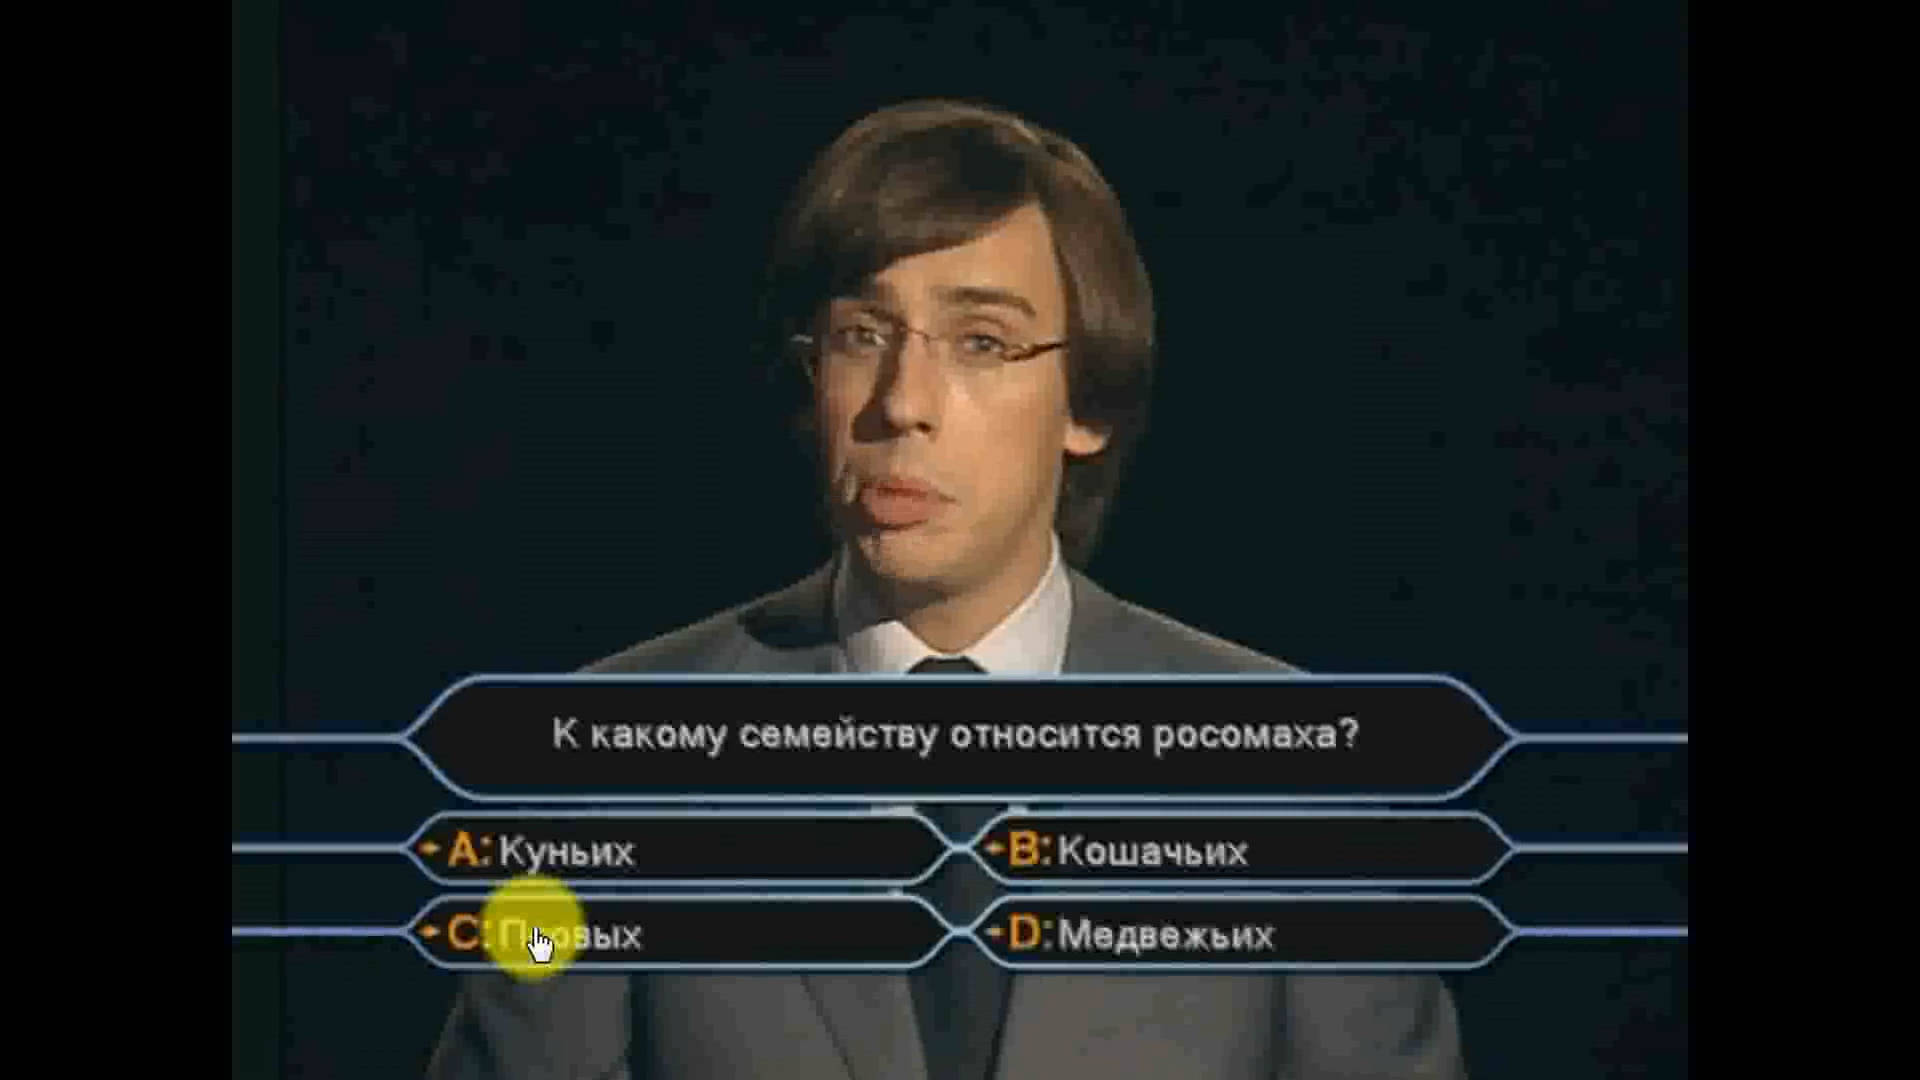 К какому семейству относится росомаха?
A: Куньих
B: Кошачьих
C:
D: Медвежьих